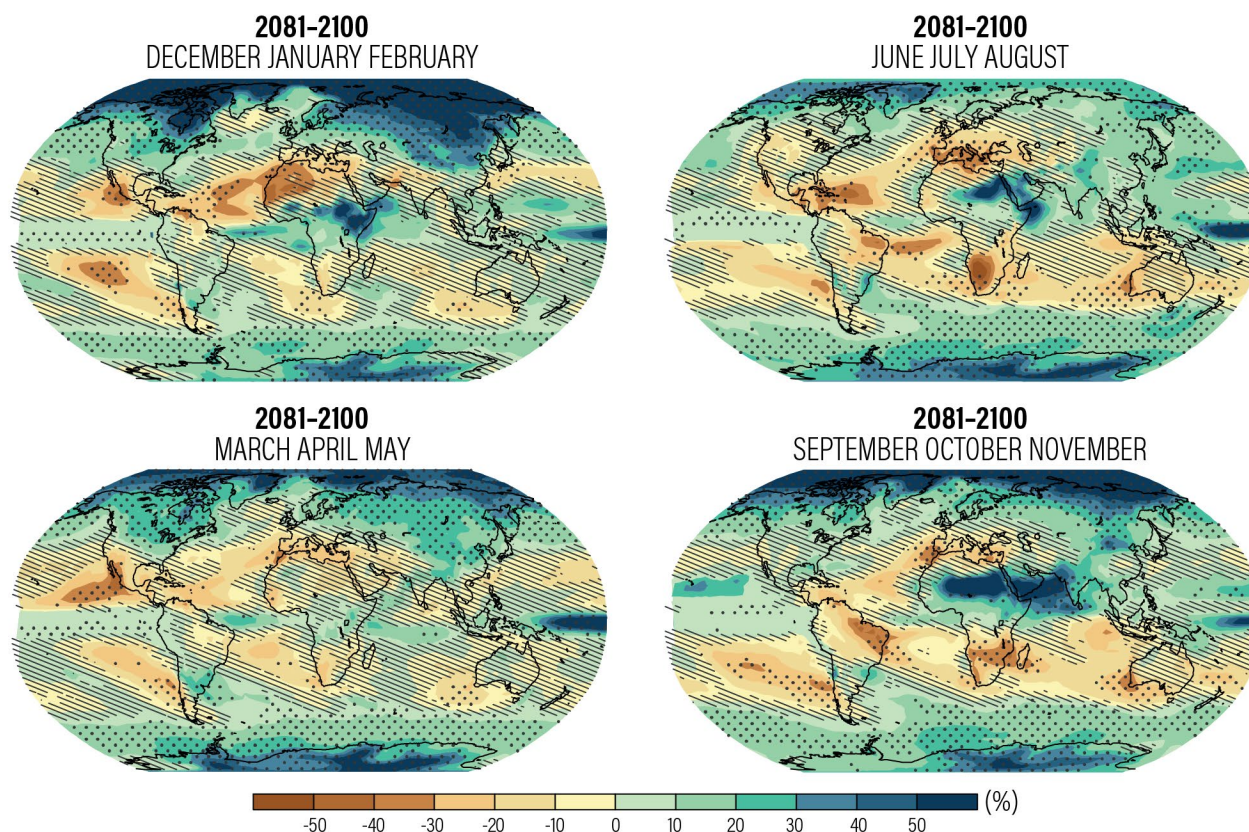 2081-2100
DECEMBER JANUARY FEBRUARY
2081-2100
JUNE JULY AUGUST
2081-2100
MARCH APRIL MAY
2081-2100
SEPTEMBER OCTOBER NOVEMBER
(%)
-50 -40 -30 -20 -10 0 10 20 30 40 50